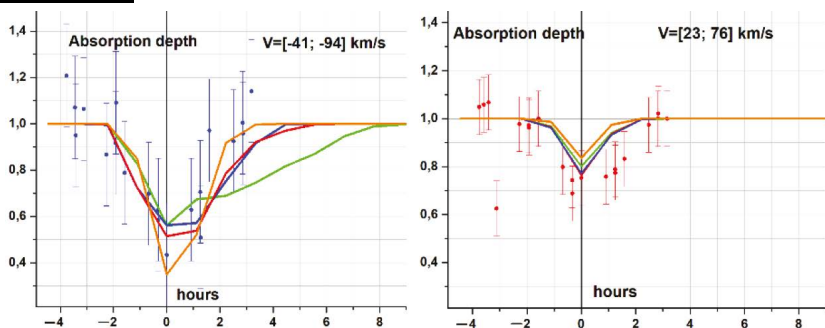 Absorption depth V=[-41; -94] km/s
1,4
1,2
1,0
0,8
0,6
0,4
hours
−4 −2 0 2 4 6 8
Absorption depth V=[23; 76] km/s
1,4
1,2
1,0
0,8
0,6
0,4
hours
−4 −2 0 2 4 6 8